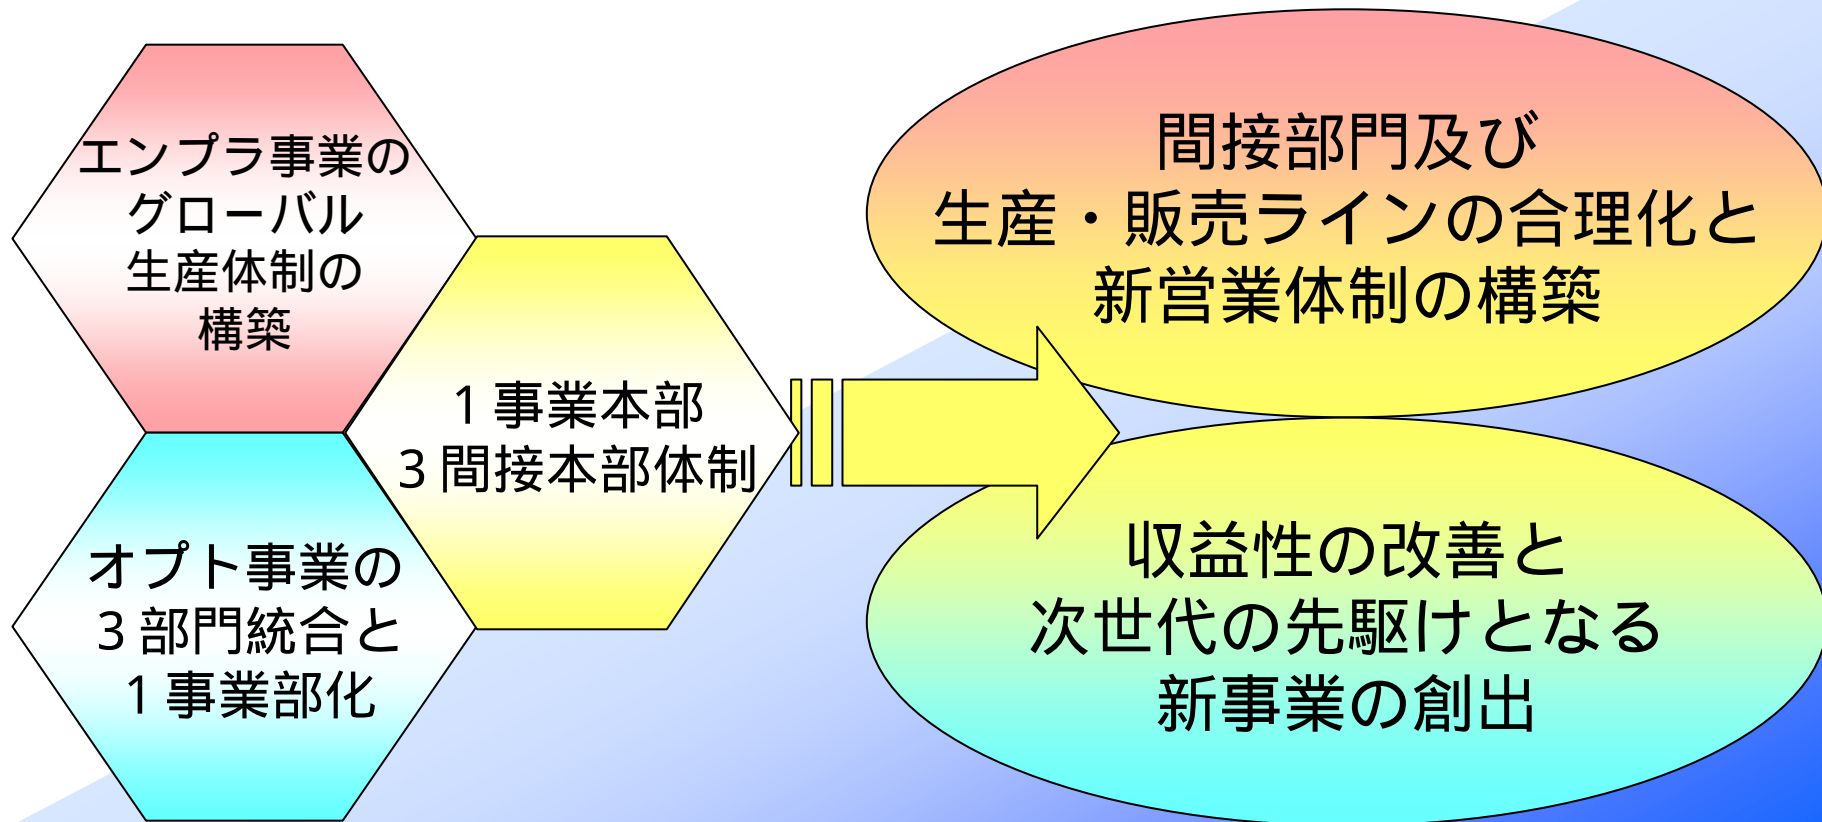 エンプラ事業の
グローバル
生産体制の
構築
１事業本部
３間接本部体制
オプト事業の
３部門統合と
１事業部化
間接部門及び
生産・販売ラインの合理化と
新営業体制の構築
収益性の改善と
次世代の先駆けとなる
新事業の創出